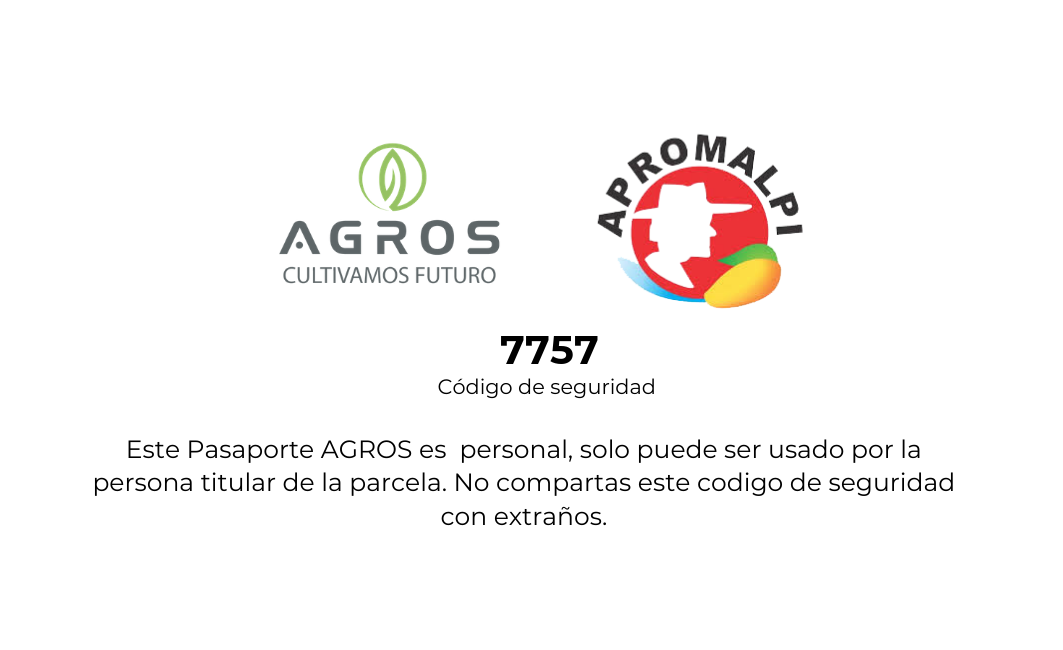 AGROS
CULTIVAMOS FUTURO
APROMALPI
7757
Código de seguridad
Este Pasaporte AGROS es  personal, solo puede ser usado por la
persona titular de la parcela. No compartas este codigo de seguridad
con extraños.